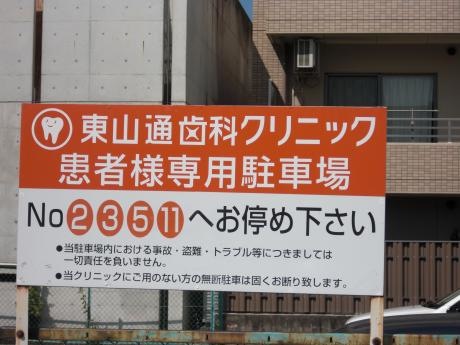 東山通歯科クリニック
患者様専用駐車場
No 2 3 5 11 へお停め下さい
●当駐車場内における事故・盗難・トラブル等につきましては
一切責任を負いません。
●当クリニックにご用のない方の無断駐車は固くお断り致します。